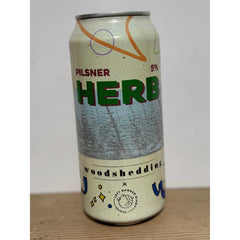 PILSNER 5%
HERB
woodshedding
X